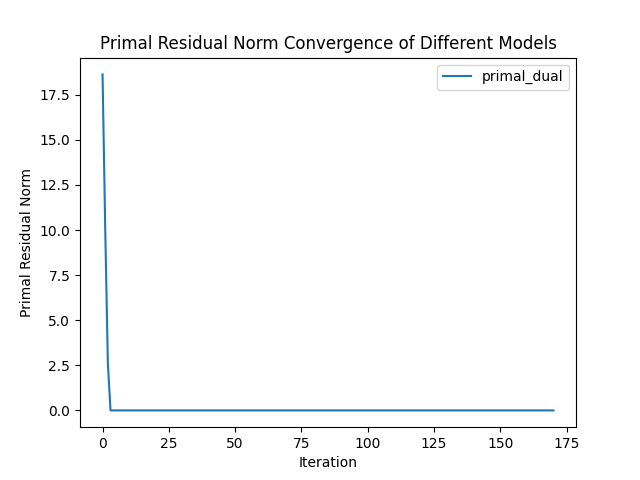 Primal Residual Norm Convergence of Different Models
primal_dual
17.5
15.0
12.5
10.0
7.5
5.0
2.5
0.0
Primal Residual Norm
0 25 50 75 100 125 150 175
Iteration